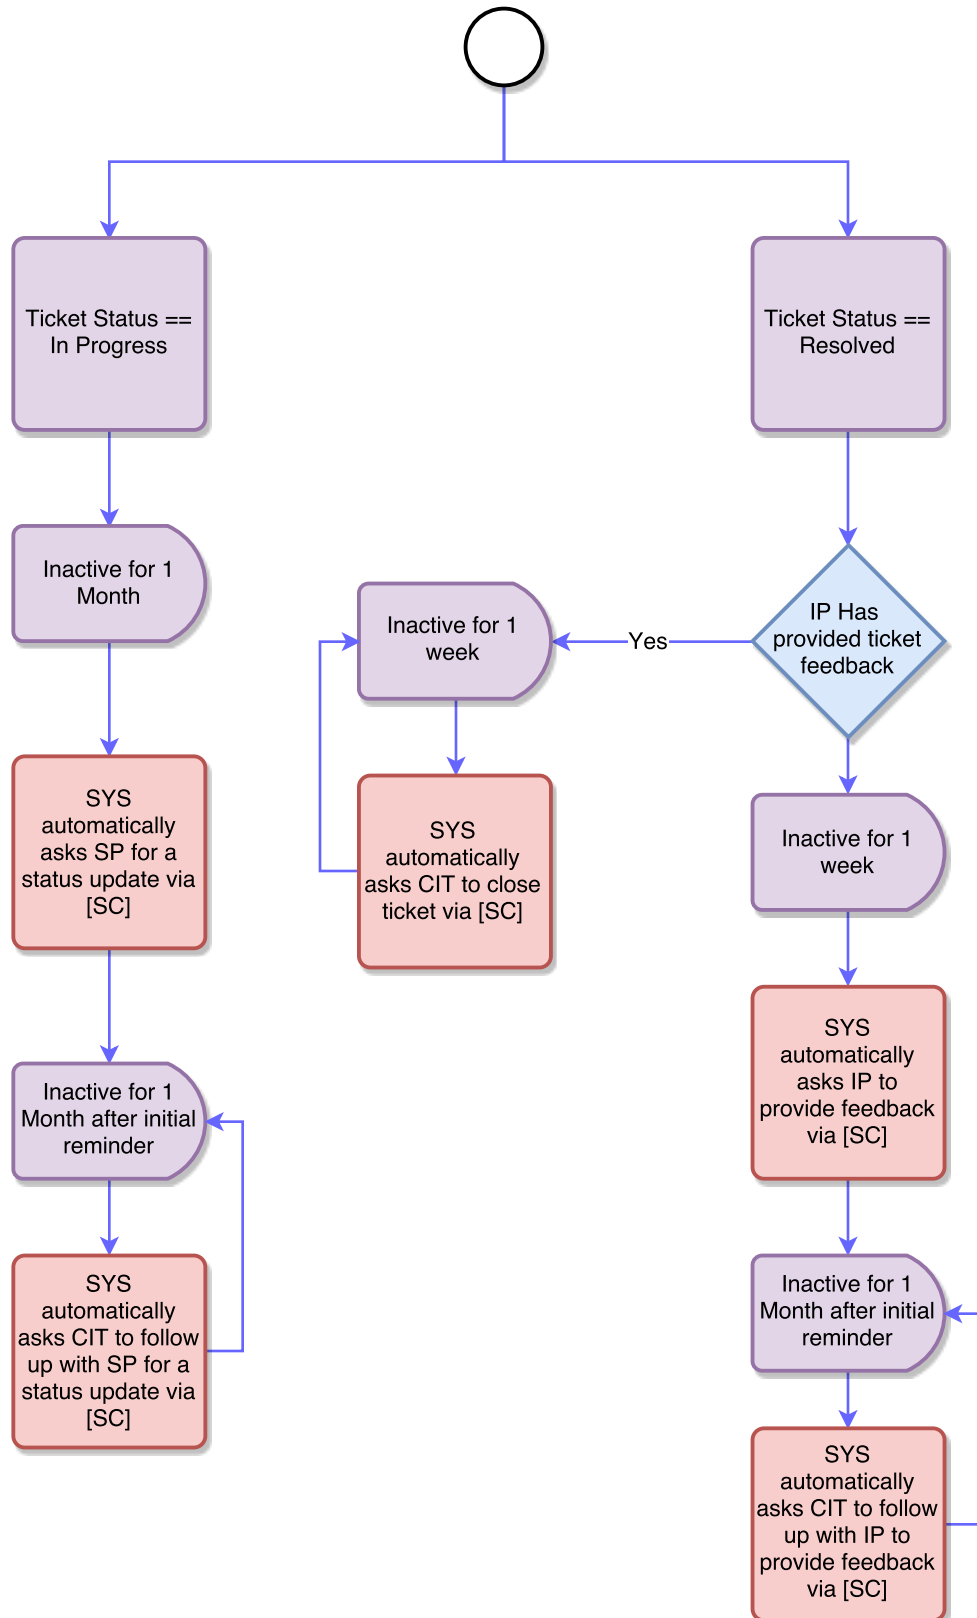 Ticket Status ==
In Progress
Ticket Status ==
Resolved
Inactive for 1
Month
Inactive for 1
week
Yes
IP Has
provided ticket
feedback
SYS
automatically
asks SP for a
status update via
[SC]
SYS
automatically
asks CIT to close
ticket via [SC]
Inactive for 1
week
SYS
automatically
asks IP to
provide feedback
via [SC]
Inactive for 1
Month after initial
reminder
SYS
automatically
asks CIT to follow
up with SP for a
status update via
[SC]
Inactive for 1
Month after initial
reminder
SYS
automatically
asks CIT to follow
up with IP to
provide feedback
via [SC]